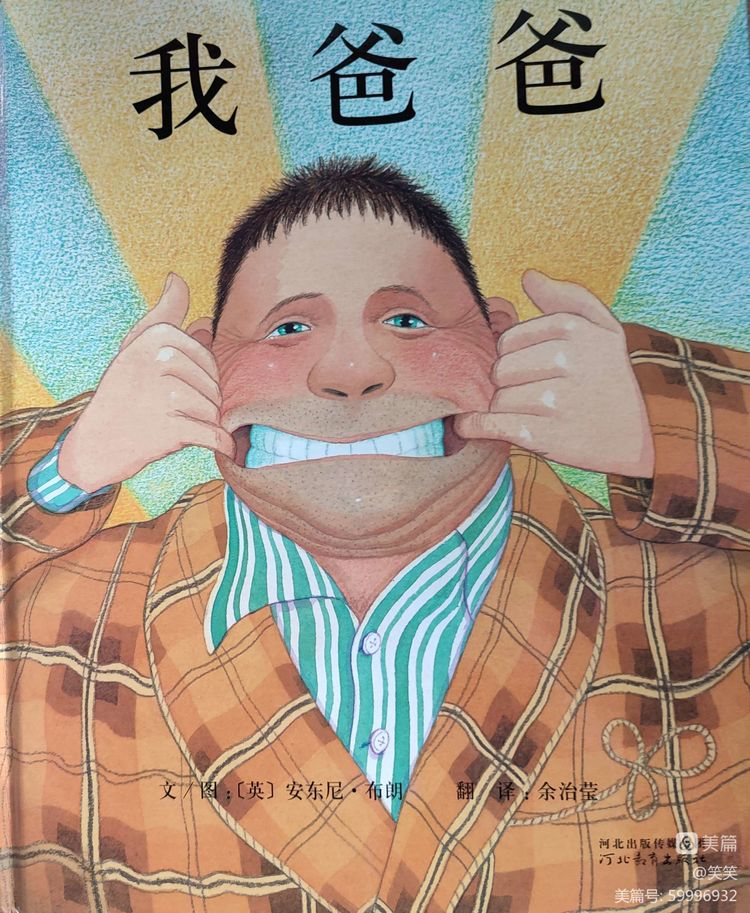 我爸爸
文/图:〔英〕安东尼·布朗 翻 译:余治莹
河北出版传媒
美篇
河北教育出版社
@笑笑
美篇号: 59996932